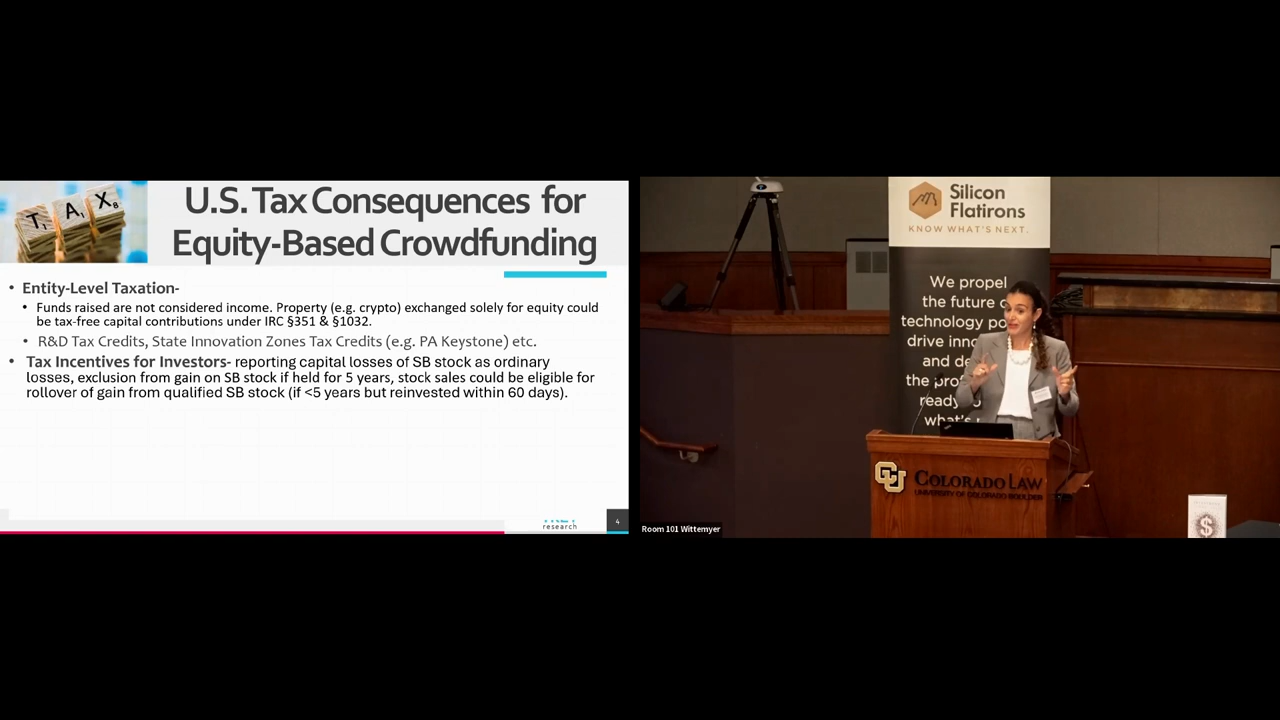 T₁ A₁ X₈
U.S. Tax Consequences for
Equity-Based Crowdfunding
• Entity-Level Taxation-
• Funds raised are not considered income. Property (e.g. crypto) exchanged solely for equity could
be tax-free capital contributions under IRC §351 & §1032.
• R&D Tax Credits, State Innovation Zones Tax Credits (e.g. PA Keystone) etc.
• Tax Incentives for Investors- reporting capital losses of SB stock as ordinary
losses, exclusion from gain on SB stock if held for 5 years, stock sales could be eligible for
rollover of gain from qualified SB stock (if <5 years but reinvested within 60 days).
research
4
Silicon
Flatirons
KNOW WHAT'S NEXT.
We propel
the future o
technology po
drive inno
and de
the prof
ready
what's
CU COLORADO LAW
UNIVERSITY OF COLORADO BOULDER
$
Room 101 Wittemyer